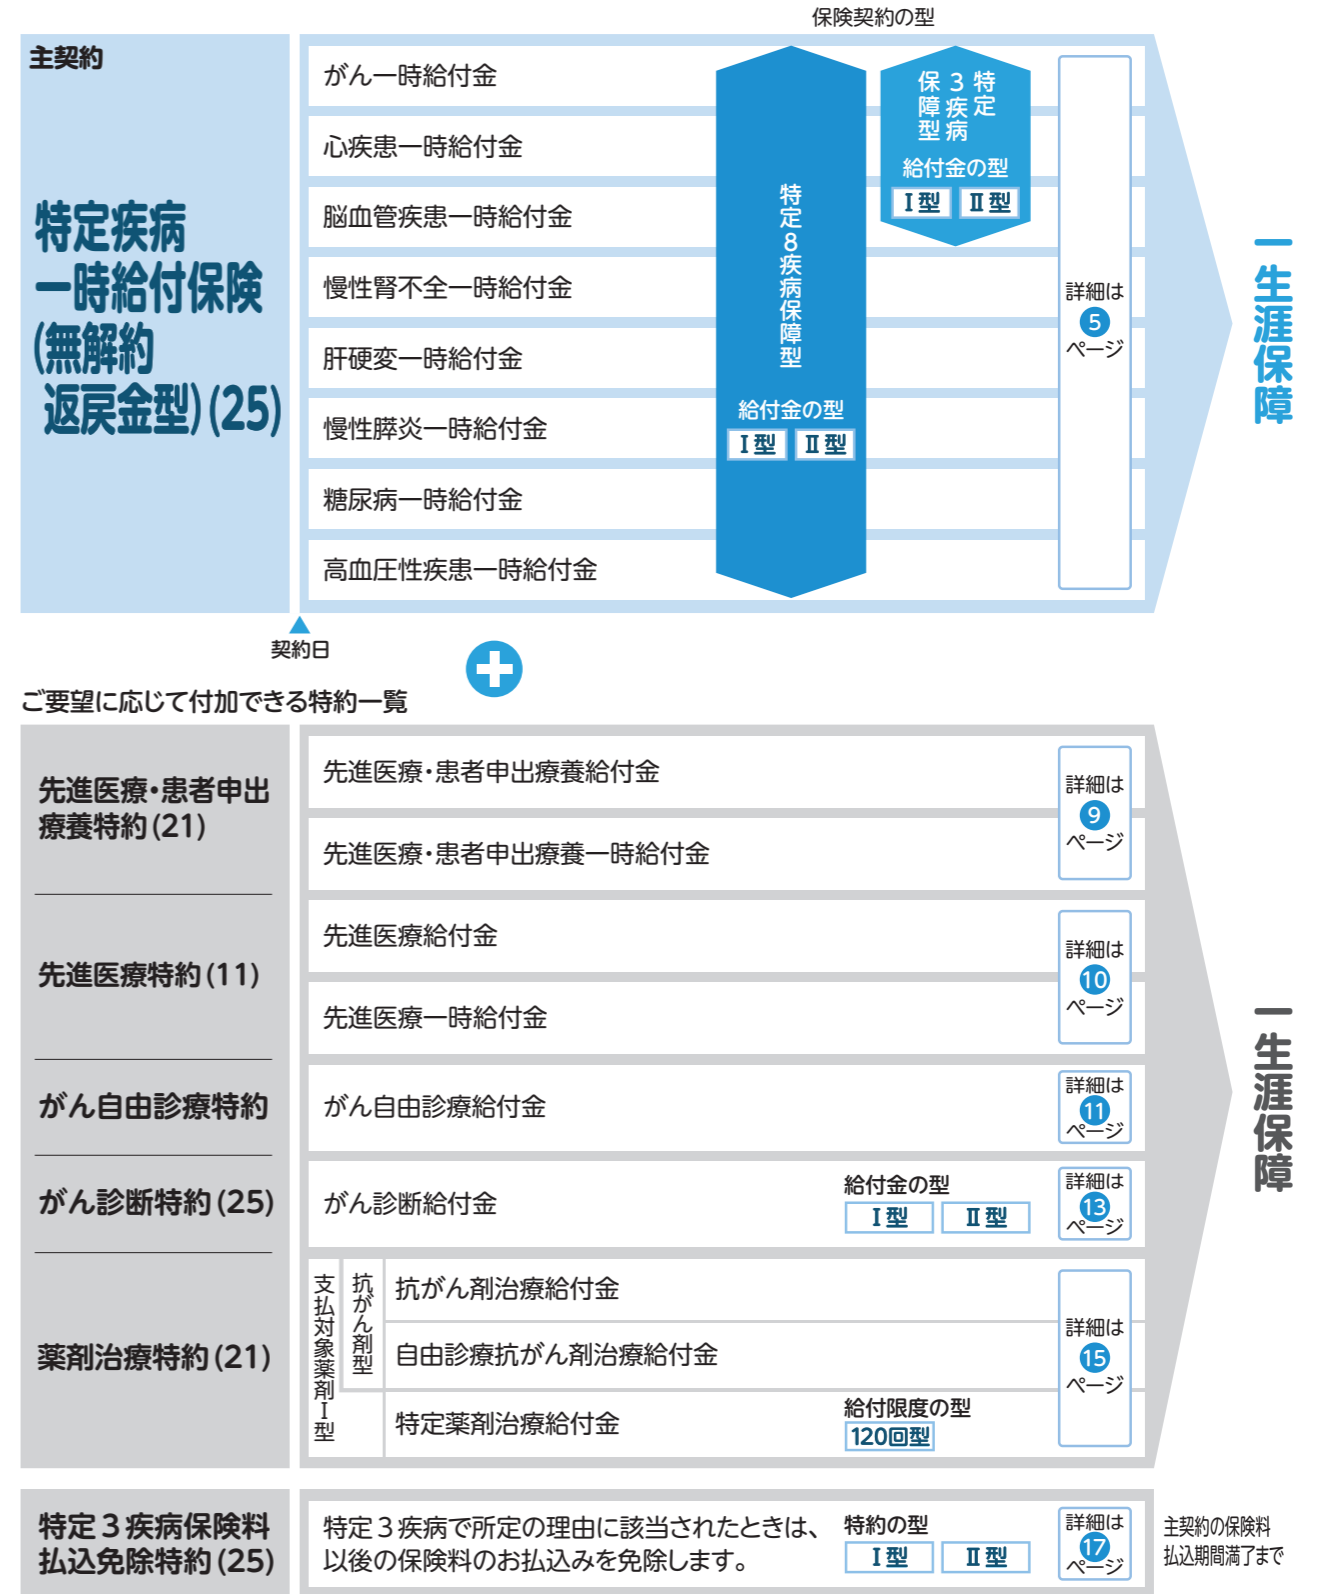 保険契約の型
主契約
特定疾病
一時給付保険
(無解約
返戻金型)(25)
がん一時給付金
心疾患一時給付金
脳血管疾患一時給付金
慢性腎不全一時給付金
肝硬変一時給付金
慢性膵炎一時給付金
糖尿病一時給付金
高血圧性疾患一時給付金
特定8疾病保障型
給付金の型
Ⅰ型 Ⅱ型
特定
3疾病
保障型
給付金の型
Ⅰ型 Ⅱ型
詳細は
5
ページ
一生涯保障
契約日
ご要望に応じて付加できる特約一覧
先進医療・患者申出
療養特約(21)
先進医療・患者申出療養給付金
先進医療・患者申出療養一時給付金
詳細は
9
ページ
先進医療特約(11)
先進医療給付金
先進医療一時給付金
詳細は
10
ページ
がん自由診療特約
がん自由診療給付金
詳細は
11
ページ
がん診断特約(25)
がん診断給付金
給付金の型
Ⅰ型 Ⅱ型
詳細は
13
ページ
薬剤治療特約(21)
支払対象薬剤Ⅰ型
抗がん剤型
抗がん剤治療給付金
自由診療抗がん剤治療給付金
特定薬剤治療給付金
給付限度の型
120回型
詳細は
15
ページ
一生涯保障
特定3疾病保険料
払込免除特約(25)
特定3疾病で所定の理由に該当されたときは、
以後の保険料のお払込みを免除します。
特約の型
Ⅰ型 Ⅱ型
詳細は
17
ページ
主契約の保険料
払込期間満了まで